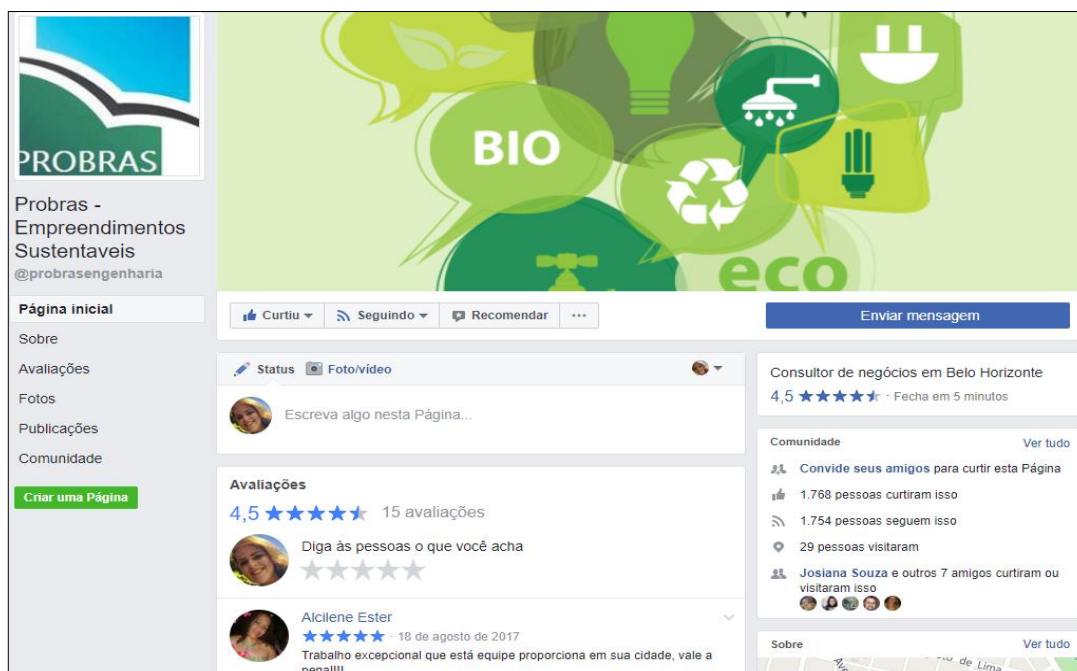 PROBRAS
BIO
eco
Probras -
Empreendimentos
Sustentaveis
@probrasengenharia
Página inicial
Sobre
Avaliações
Fotos
Publicações
Comunidade
Criar uma Página
Curtiu
Seguindo
Recomendar
...
Enviar mensagem
Status
Foto/vídeo
Escreva algo nesta Página...
Avaliações
4,5 15 avaliações
Diga às pessoas o que você acha
Alcilene Ester
· 18 de agosto de 2017
Trabalho excepcional que está equipe proporciona em sua cidade, vale a
pena!!!!
Consultor de negócios em Belo Horizonte
4,5 · Fecha em 5 minutos
Comunidade Ver tudo
Convide seus amigos para curtir esta Página
1.768 pessoas curtiram isso
1.754 pessoas seguem isso
29 pessoas visitaram
Josiana Souza e outros 7 amigos curtiram ou
visitaram isso
Sobre Ver tudo
de Lima